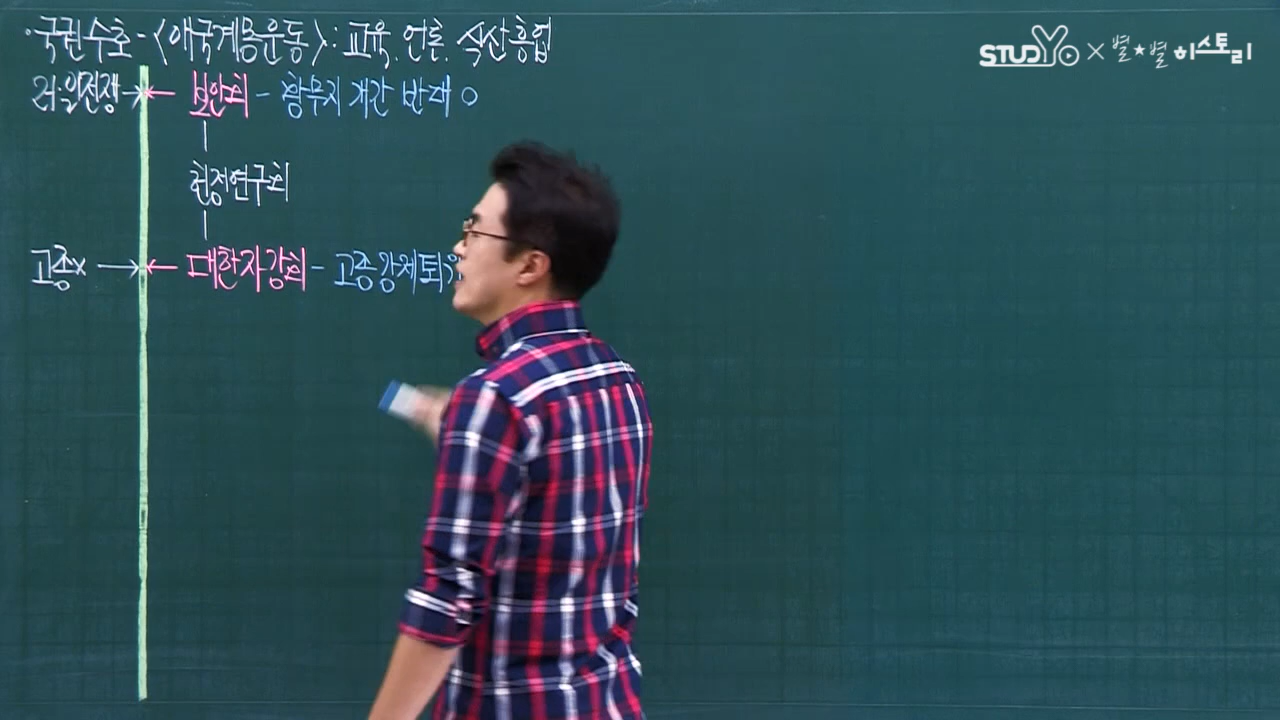 · 국권수호 - <애국계몽운동> : 교육. 언론. 식산흥업
STUDYO × 별★별 히스토리
러·일전쟁 → ← 보안회 - 황무지 개간 반대 O
헌정연구회
고종× → ← 대한자강회 - 고종강제퇴